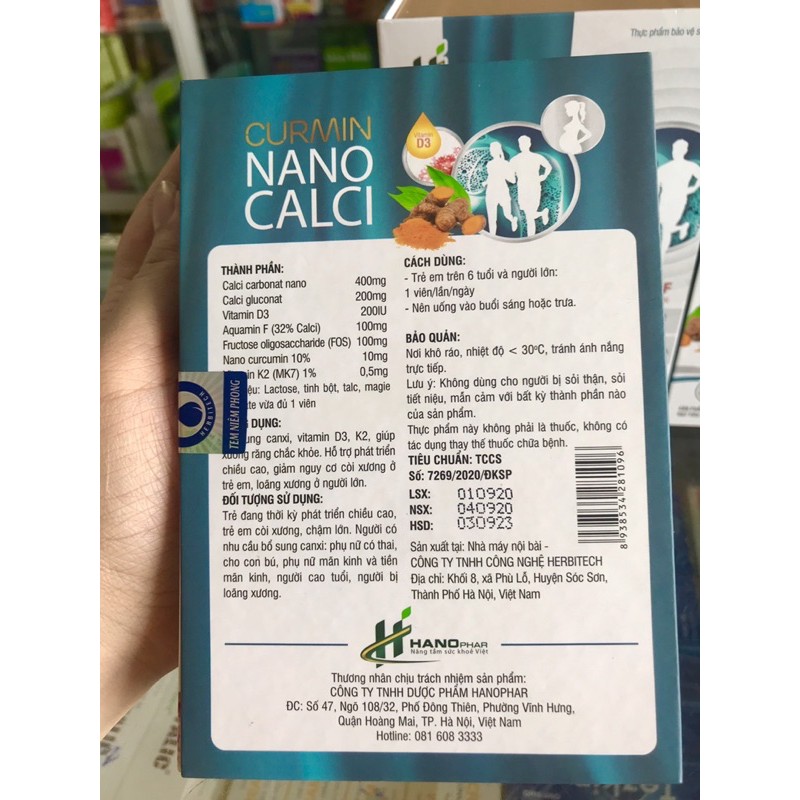 Thực phẩm bảo vệ s
CURMIN
NANO
CALCI
Vitamin
D3
THÀNH PHẦN:
Calci carbonat nano 400mg
Calci gluconat 200mg
Vitamin D3 200IU
Aquamin F (32% Calci) 100mg
Fructose oligosaccharide (FOS) 100mg
Nano curcumin 10% 10mg
K2 (MK7) 1% 0,5mg
Lactose, tinh bột, talc, magie
vừa đủ 1 viên
DỤNG:
canxi, vitamin D3, K2, giúp
xương răng chắc khỏe. Hỗ trợ phát triển
chiều cao, giảm nguy cơ còi xương ở
trẻ em, loãng xương ở người lớn.
ĐỐI TƯỢNG SỬ DỤNG:
Trẻ đang thời kỳ phát triển chiều cao,
trẻ em còi xương, chậm lớn. Người có
nhu cầu bổ sung canxi: phụ nữ có thai,
cho con bú, phụ nữ mãn kinh và tiền
mãn kinh, người cao tuổi, người bị
loãng xương.
HERBITECH
TEM NIÊM PHONG
CÁCH DÙNG:
- Trẻ em trên 6 tuổi và người lớn:
1 viên/lần/ngày
- Nên uống vào buổi sáng hoặc trưa.
BẢO QUẢN:
Nơi khô ráo, nhiệt độ < 30ºC, tránh ánh nắng
trực tiếp.
Lưu ý: Không dùng cho người bị sỏi thận, sỏi
tiết niệu, mẫn cảm với bất kỳ thành phần nào
của sản phẩm.
Thực phẩm này không phải là thuốc, không có
tác dụng thay thế thuốc chữa bệnh.
TIÊU CHUẨN: TCCS
Số: 7269/2020/ĐKSP
LSX: 010920
NSX: 040920
HSD: 030923
8 938534 281096
Sản xuất tại: Nhà máy nội bài -
CÔNG TY TNHH CÔNG NGHỆ HERBITECH
Địa chỉ: Khối 8, xã Phù Lỗ, Huyện Sóc Sơn,
Thành Phố Hà Nội, Việt Nam
HANOPHAR
Nâng tầm sức khoẻ Việt
Thương nhân chịu trách nhiệm sản phẩm:
CÔNG TY TNHH DƯỢC PHẨM HANOPHAR
ĐC: Số 47, Ngõ 108/32, Phố Đông Thiên, Phường Vĩnh Hưng,
Quận Hoàng Mai, TP. Hà Nội, Việt Nam
Hotline: 081 608 3333